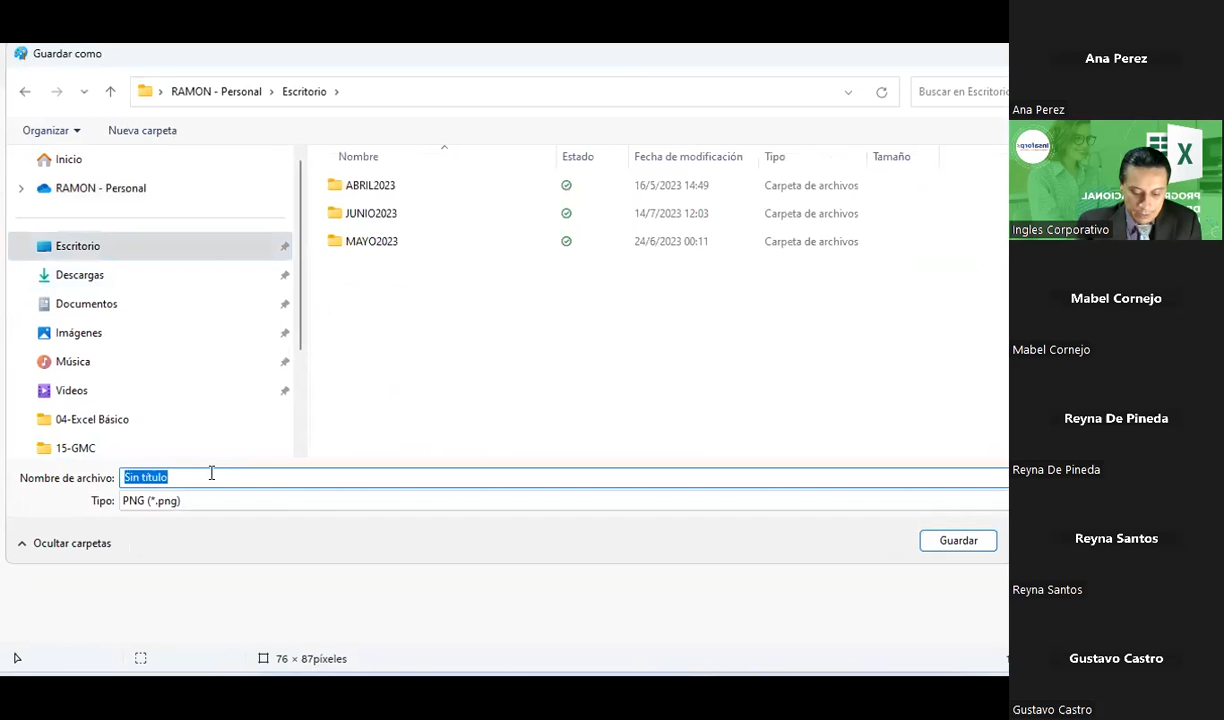 Guardar como
RAMON - Personal > Escritorio >
Buscar en Escritorio
Organizar
Nueva carpeta
Inicio
RAMON - Personal
Escritorio
Descargas
Documentos
Imágenes
Música
Videos
04-Excel Básico
15-GMC
Nombre Estado Fecha de modificación Tipo Tamaño
ABRIL2023 16/5/2023 14:49 Carpeta de archivos
JUNIO2023 14/7/2023 12:03 Carpeta de archivos
MAYO2023 24/6/2023 00:11 Carpeta de archivos
Nombre de archivo: Sin título
Tipo: PNG (*.png)
Ocultar carpetas
Guardar
76 × 87píxeles
Ana Perez
Ana Perez
X
Ingles Corporativo
Mabel Cornejo
Mabel Cornejo
Reyna De Pineda
Reyna De Pineda
Reyna Santos
Reyna Santos
Gustavo Castro
Gustavo Castro